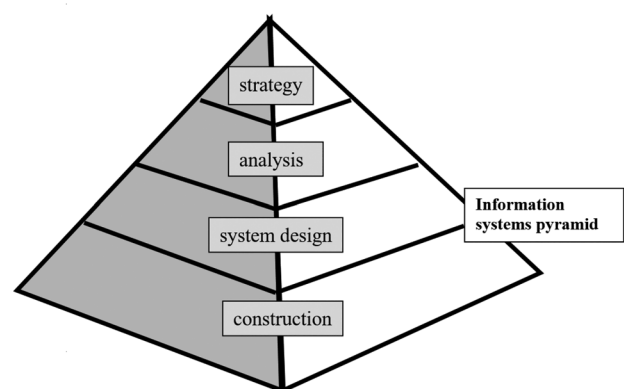 strategy
analysis
system design
Information
systems pyramid
construction